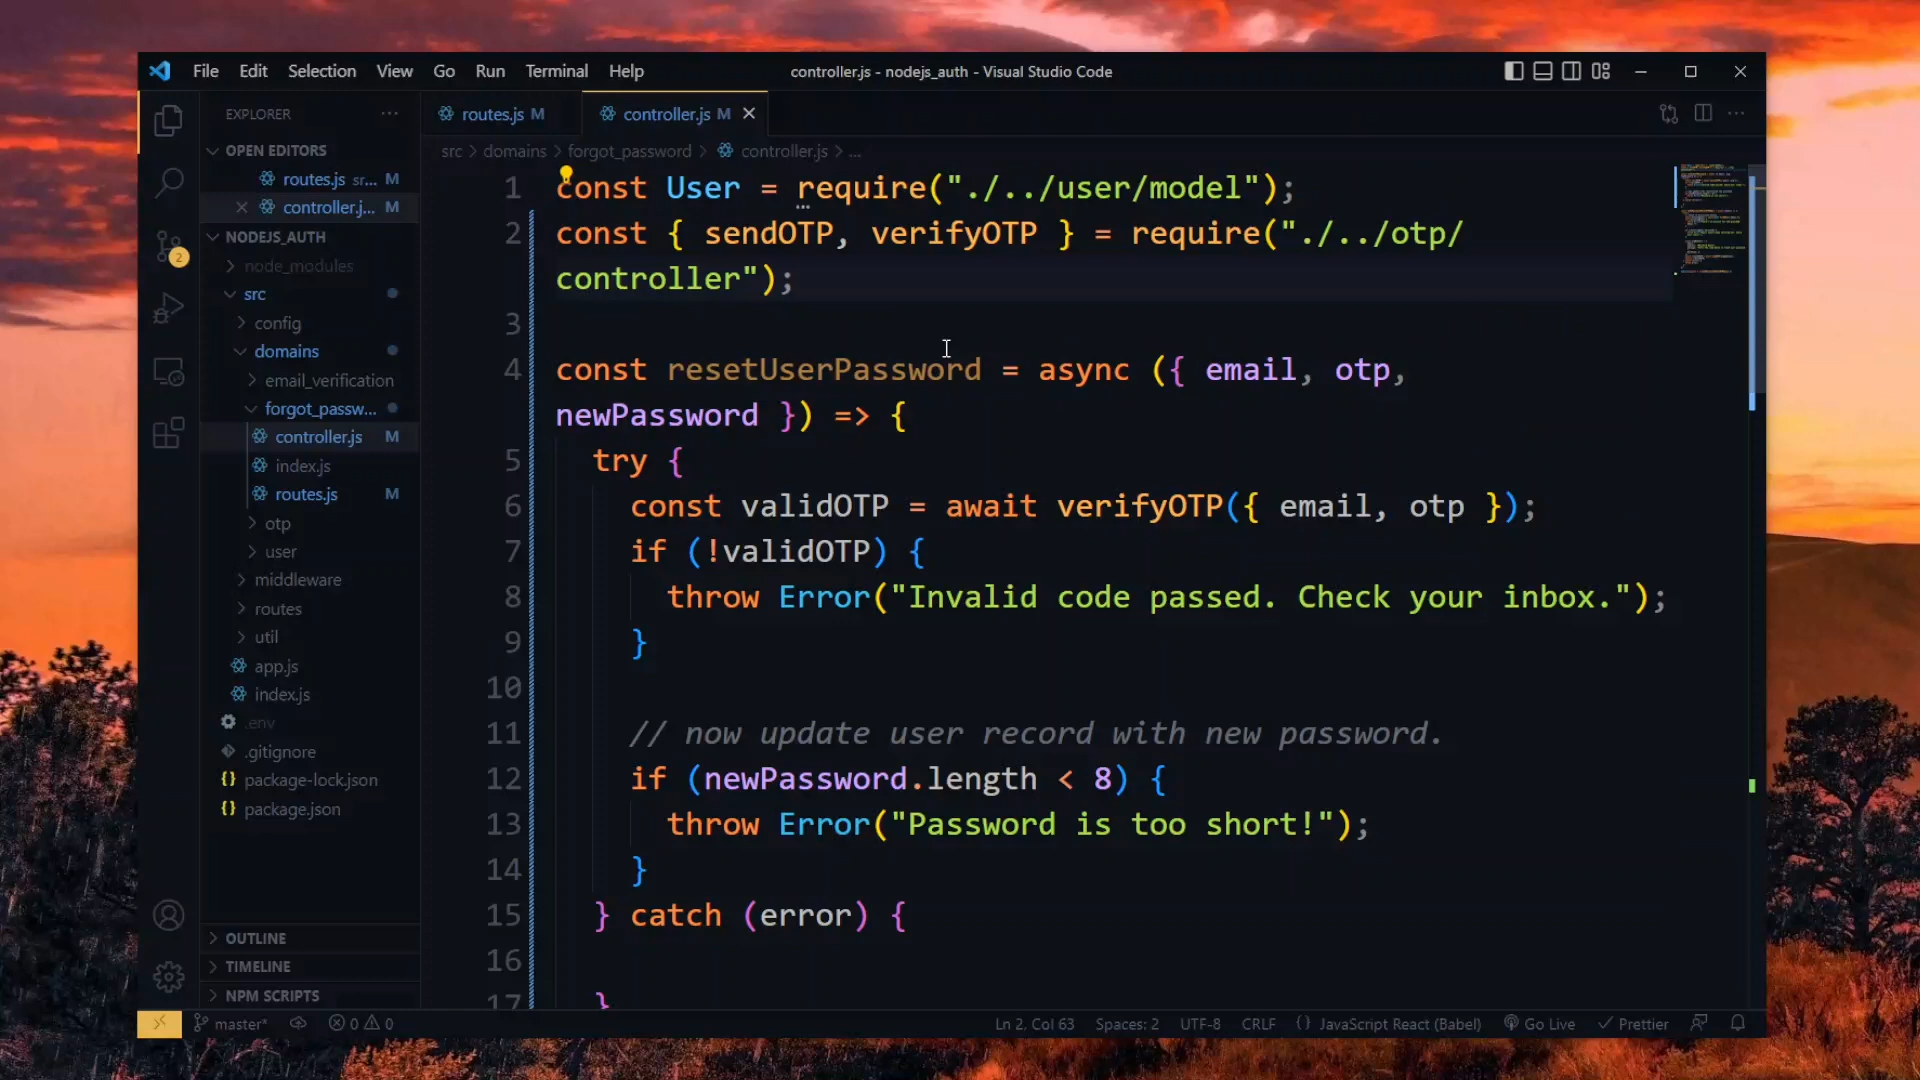 File Edit Selection View Go Run Terminal Help
controller.js - nodejs_auth - Visual Studio Code
EXPLORER
OPEN EDITORS
routes.js sr... M
controller.j... M
NODEJS_AUTH
node_modules
src
config
domains
email_verification
forgot_passw...
controller.js M
index.js
routes.js M
otp
user
middleware
routes
util
app.js
index.js
.env
.gitignore
package-lock.json
package.json
OUTLINE
TIMELINE
NPM SCRIPTS
2
routes.js M
controller.js M
src > domains > forgot_password > controller.js > ...
1 const User = require("./../user/model");
2 const { sendOTP, verifyOTP } = require("./../otp/
controller");
3
4 const resetUserPassword = async ({ email, otp,
newPassword }) => {
5 try {
6 const validOTP = await verifyOTP({ email, otp });
7 if (!validOTP) {
8 throw Error("Invalid code passed. Check your inbox.");
9 }
10
11 // now update user record with new password.
12 if (newPassword.length < 8) {
13 throw Error("Password is too short!");
14 }
15 } catch (error) {
16
17 }
master* 0 0
Ln 2, Col 63 Spaces: 2 UTF-8 CRLF {} JavaScript React (Babel) Go Live Prettier